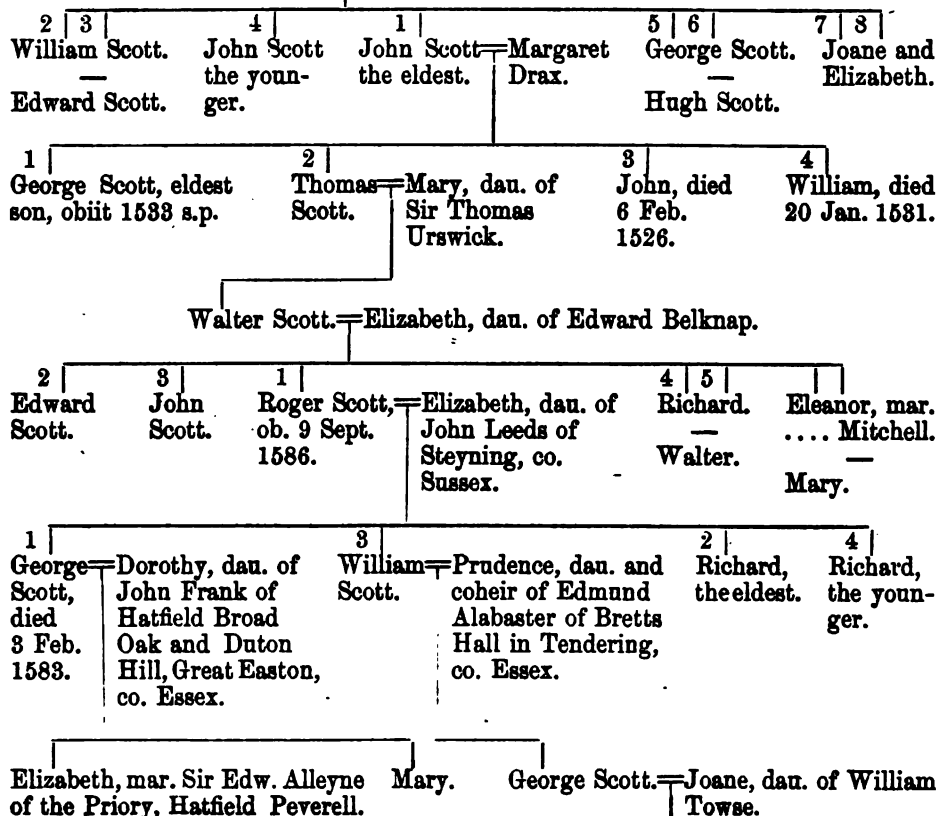 2 3 4 1 5 6 7 8
William Scott.
—
Edward Scott.
John Scott
the youn-
ger.
John Scott
the eldest.
Margaret
Drax.
George Scott.
—
Hugh Scott.
Joane and
Elizabeth.
1
George Scott, eldest
son, obiit 1533 s.p.
2
Thomas
Scott.
Mary, dau. of
Sir Thomas
Urswick.
3
John, died
6 Feb.
1526.
4
William, died
20 Jan. 1531.
Walter Scott.
Elizabeth, dau. of Edward Belknap.
2
Edward
Scott.
3
John
Scott.
1
Roger Scott,
ob. 9 Sept.
1586.
Elizabeth, dau. of
John Leeds of
Steyning, co.
Sussex.
4 5
Richard.
—
Walter.
Eleanor, mar.
.... Mitchell.
—
Mary.
1
George
Scott,
died
3 Feb.
1583.
Dorothy, dau. of
John Frank of
Hatfield Broad
Oak and Duton
Hill, Great Easton,
co. Essex.
3
William
Scott.
Prudence, dau. and
coheir of Edmund
Alabaster of Bretts
Hall in Tendering,
co. Essex.
2
Richard,
the eldest.
4
Richard,
the youn-
ger.
Elizabeth, mar. Sir Edw. Alleyne
of the Priory, Hatfield Peverell.
Mary.
George Scott.
Joane, dau. of William
Towse.